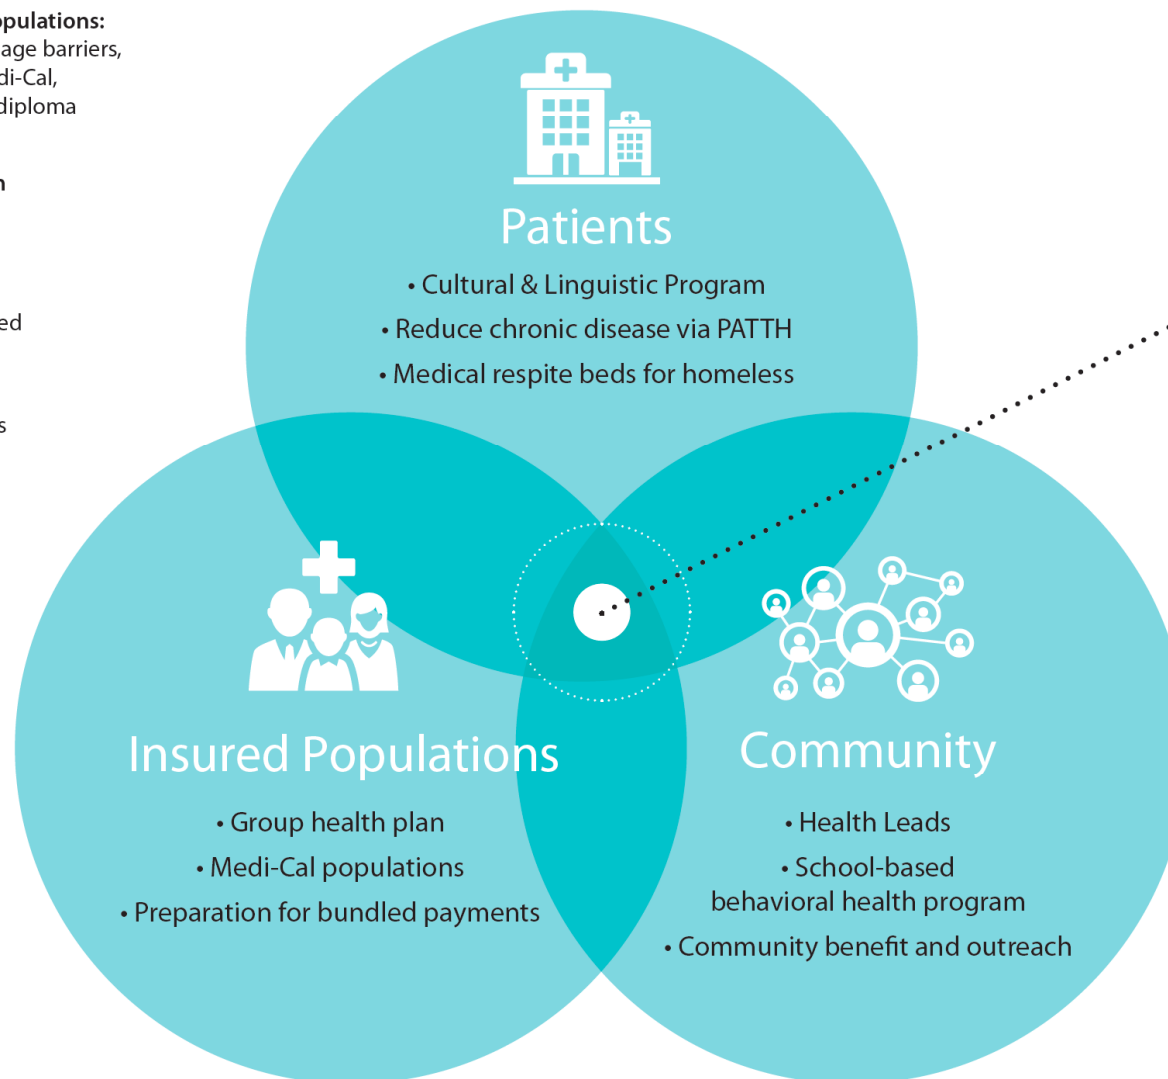 opulations:
age barriers,
di-Cal,
diploma
n
ed
s
Patients
• Cultural & Linguistic Program
• Reduce chronic disease via PATTH
• Medical respite beds for homeless
Insured Populations
• Group health plan
• Medi-Cal populations
• Preparation for bundled payments
Community
• Health Leads
• School-based
behavioral health program
• Community benefit and outreach